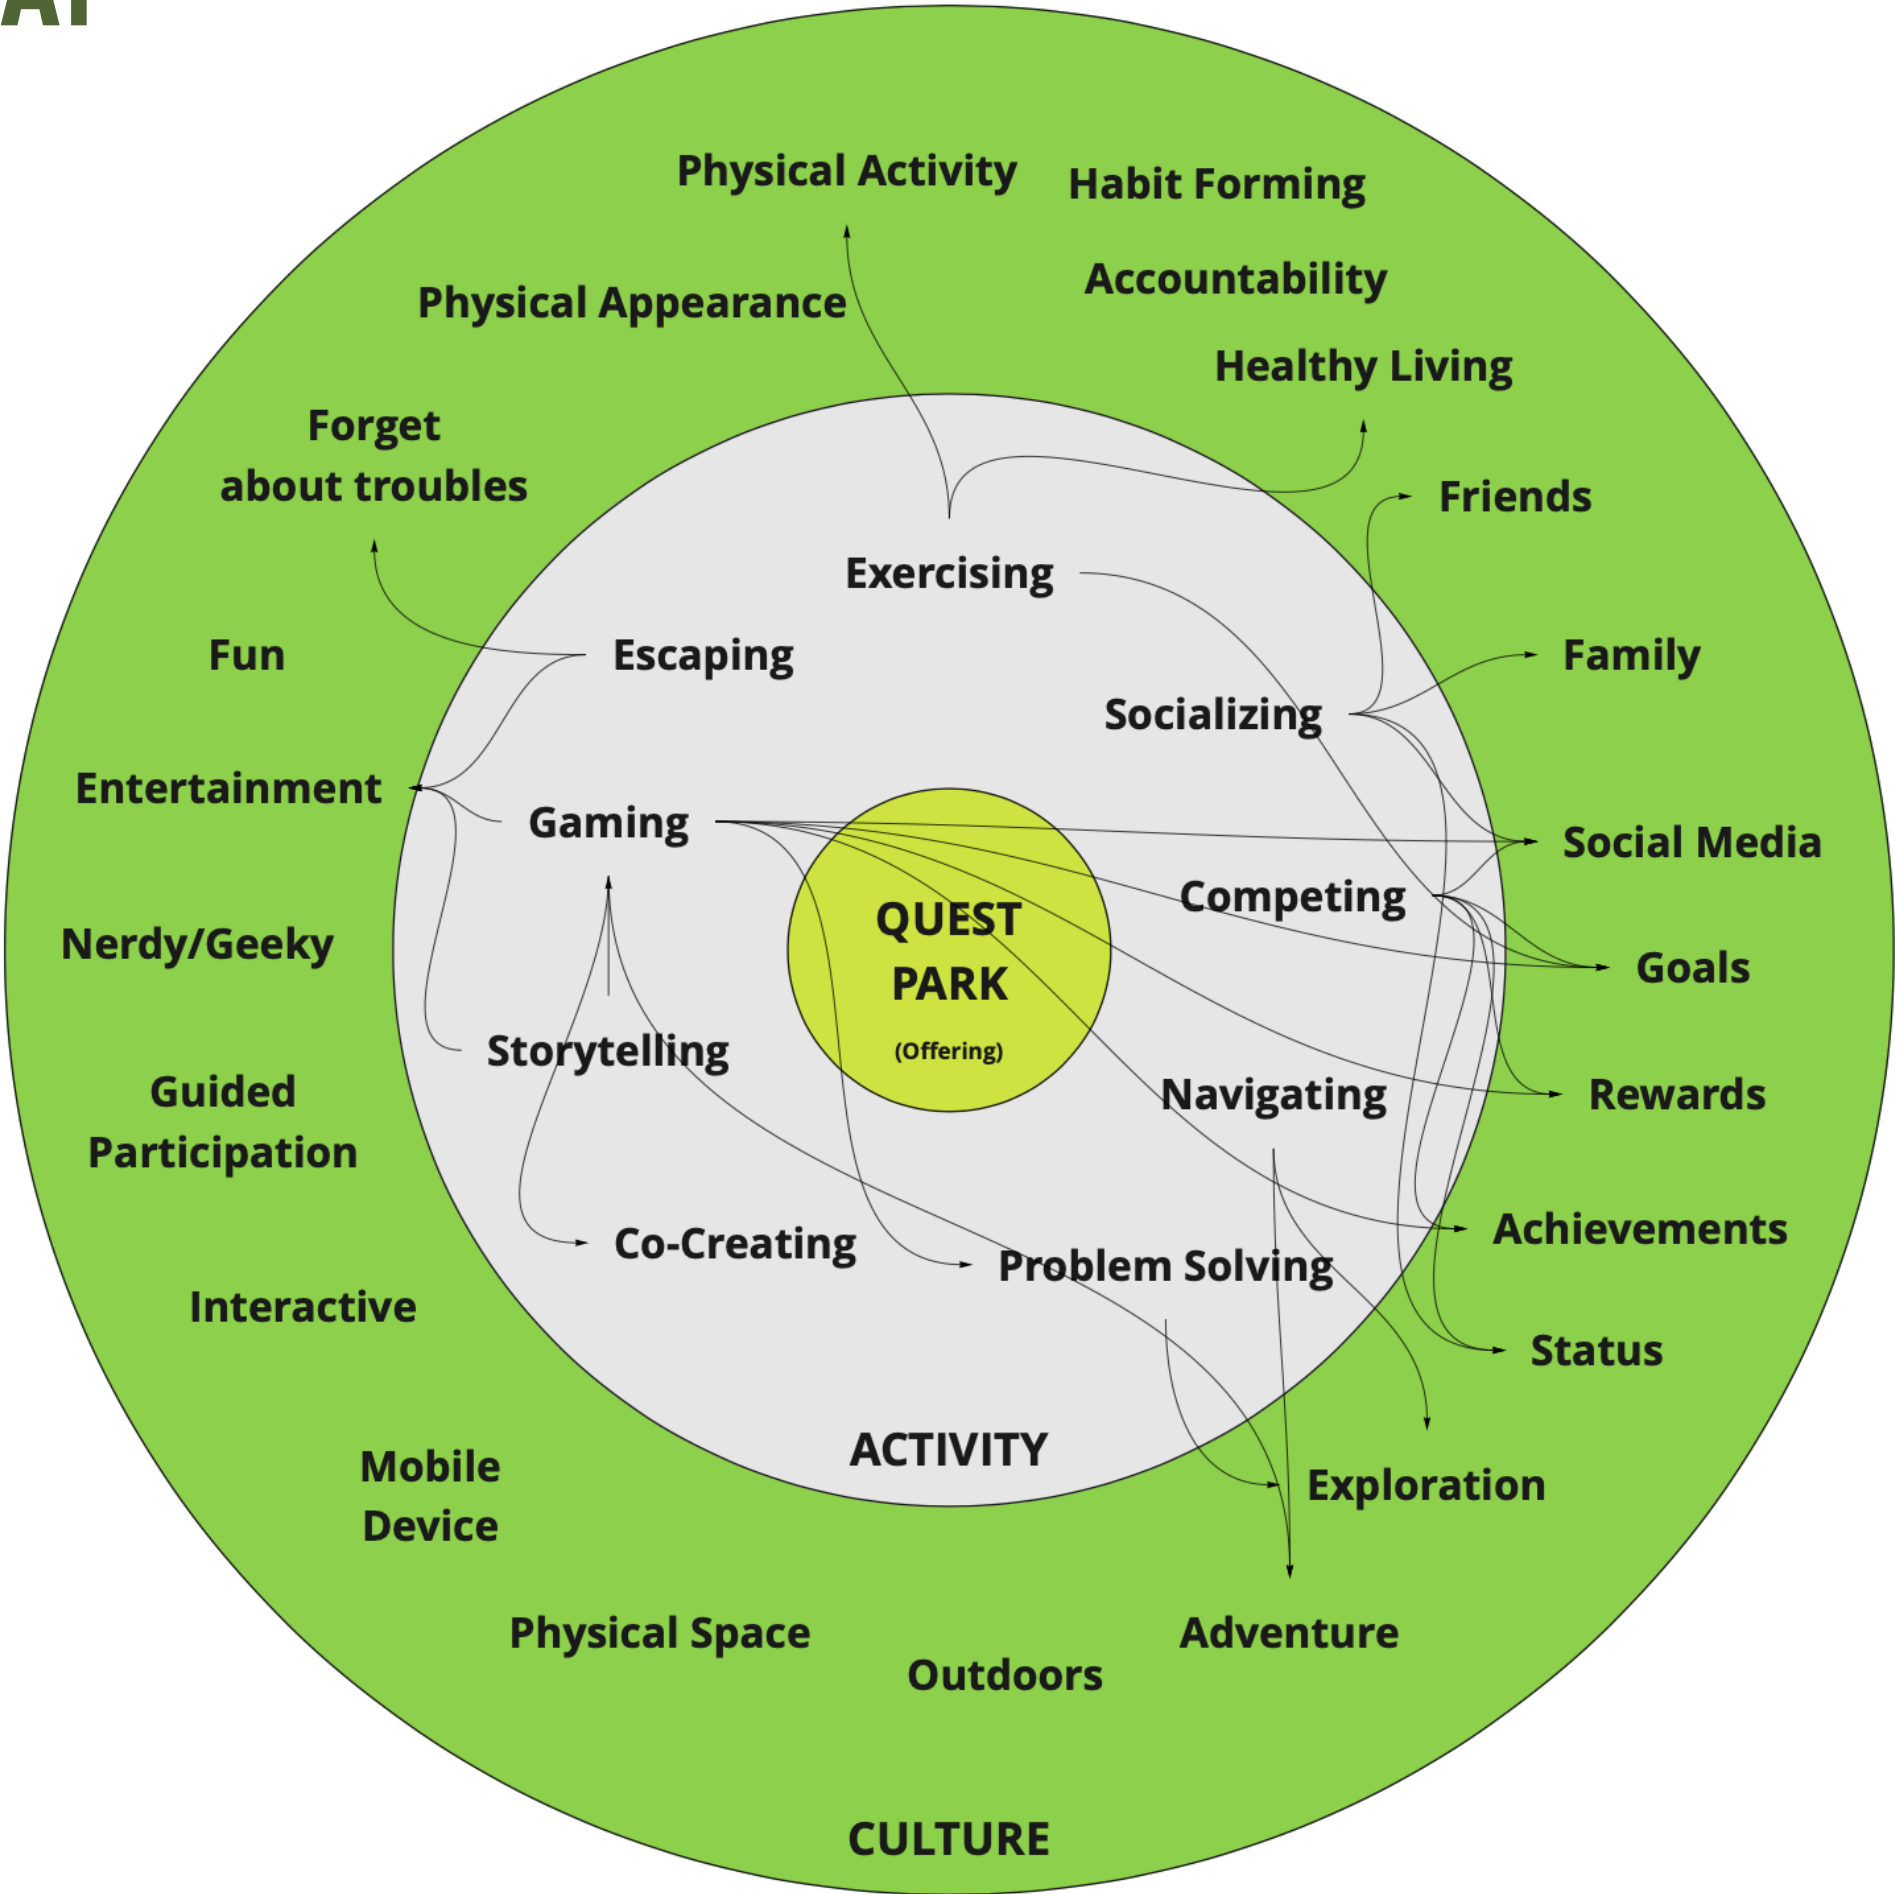 Physical Activity
Habit Forming
Accountability
Physical Appearance
Healthy Living
Forget
about troubles
Friends
Exercising
Fun
Escaping
Family
Socializing
Entertainment
Gaming
Social Media
Competing
QUEST
PARK
(Offering)
Nerdy/Geeky
Goals
Storytelling
Guided
Participation
Navigating
Rewards
Co-Creating
Problem Solving
Achievements
Interactive
Status
ACTIVITY
Mobile
Device
Exploration
Physical Space
Outdoors
Adventure
CULTURE